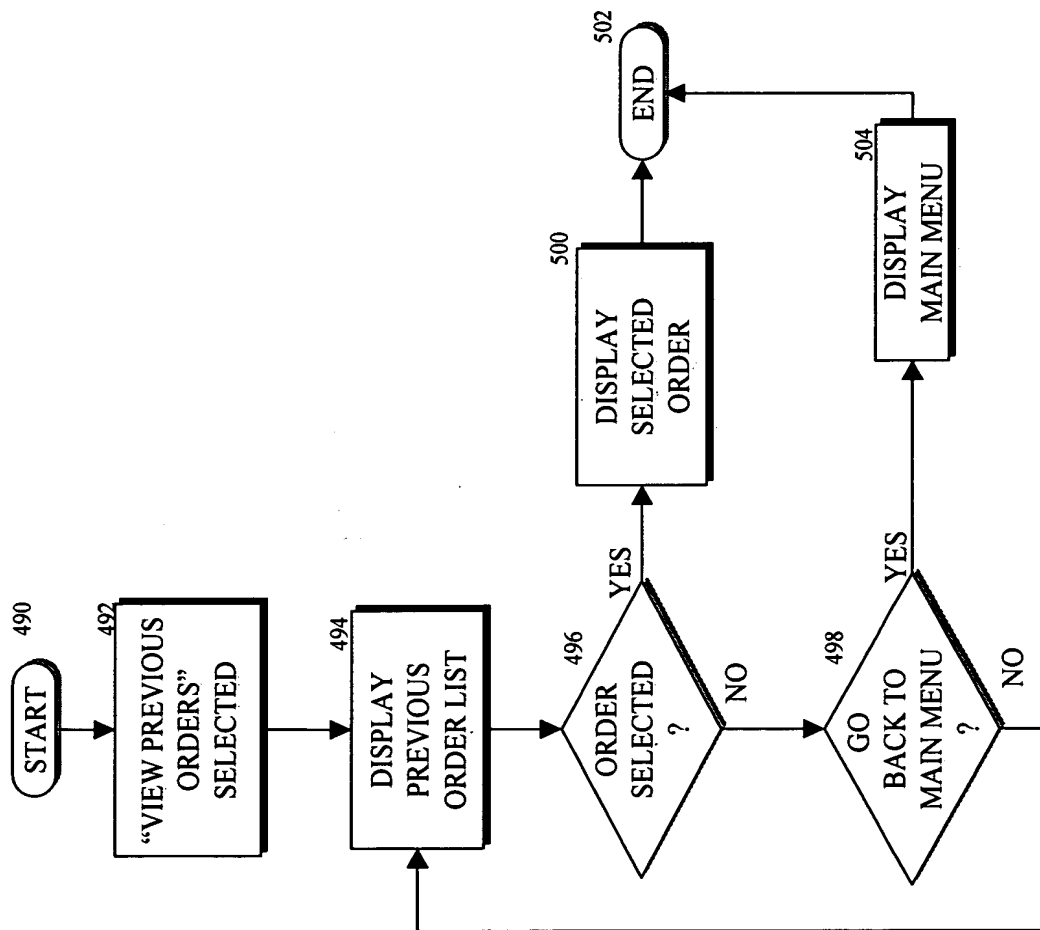 490
START
492
“VIEW PREVIOUS
ORDERS”
SELECTED
494
DISPLAY
PREVIOUS
ORDER LIST
496
ORDER
SELECTED
?
YES
NO
500
DISPLAY
SELECTED
ORDER
502
END
498
GO
BACK TO
MAIN MENU
?
YES
NO
504
DISPLAY
MAIN MENU